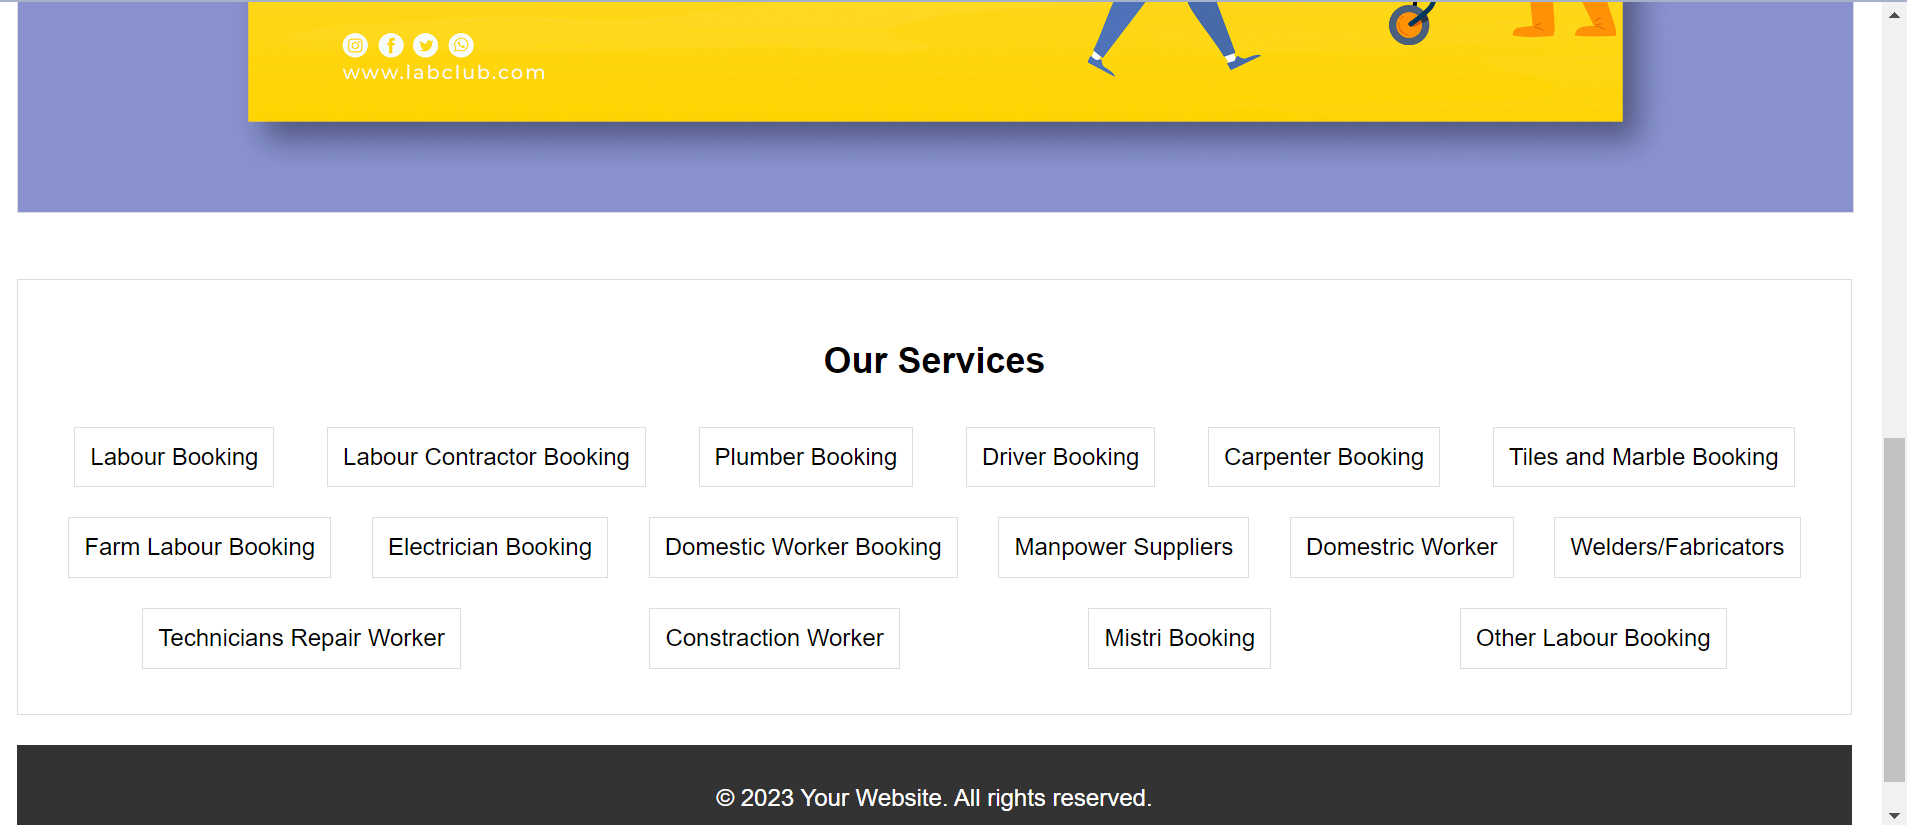 www.labclub.com
Our Services
Labour Booking
Labour Contractor Booking
Plumber Booking
Driver Booking
Carpenter Booking
Tiles and Marble Booking
Farm Labour Booking
Electrician Booking
Domestic Worker Booking
Manpower Suppliers
Domestric Worker
Welders/Fabricators
Technicians Repair Worker
Constraction Worker
Mistri Booking
Other Labour Booking
© 2023 Your Website. All rights reserved.